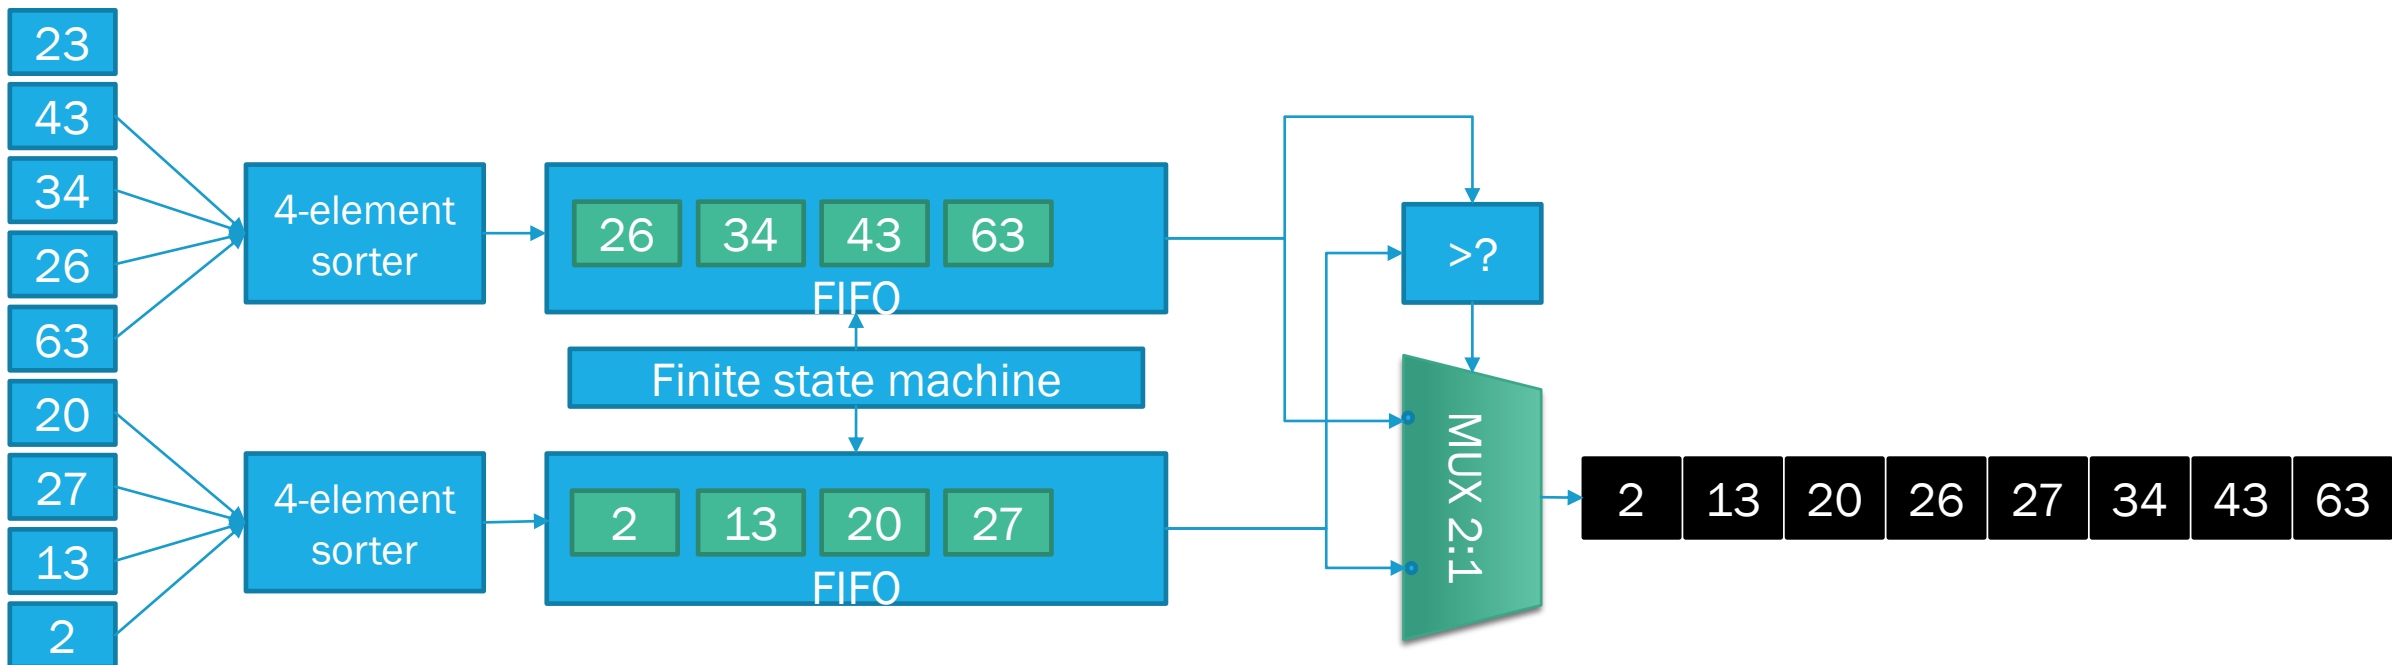 23
43
34
26
63
20
27
13
2
4-element
sorter
26 34 43 63
FIFO
Finite state machine
4-element
sorter
2 13 20 27
FIFO
>?
MUX 2:1
2 13 20 26 27 34 43 63